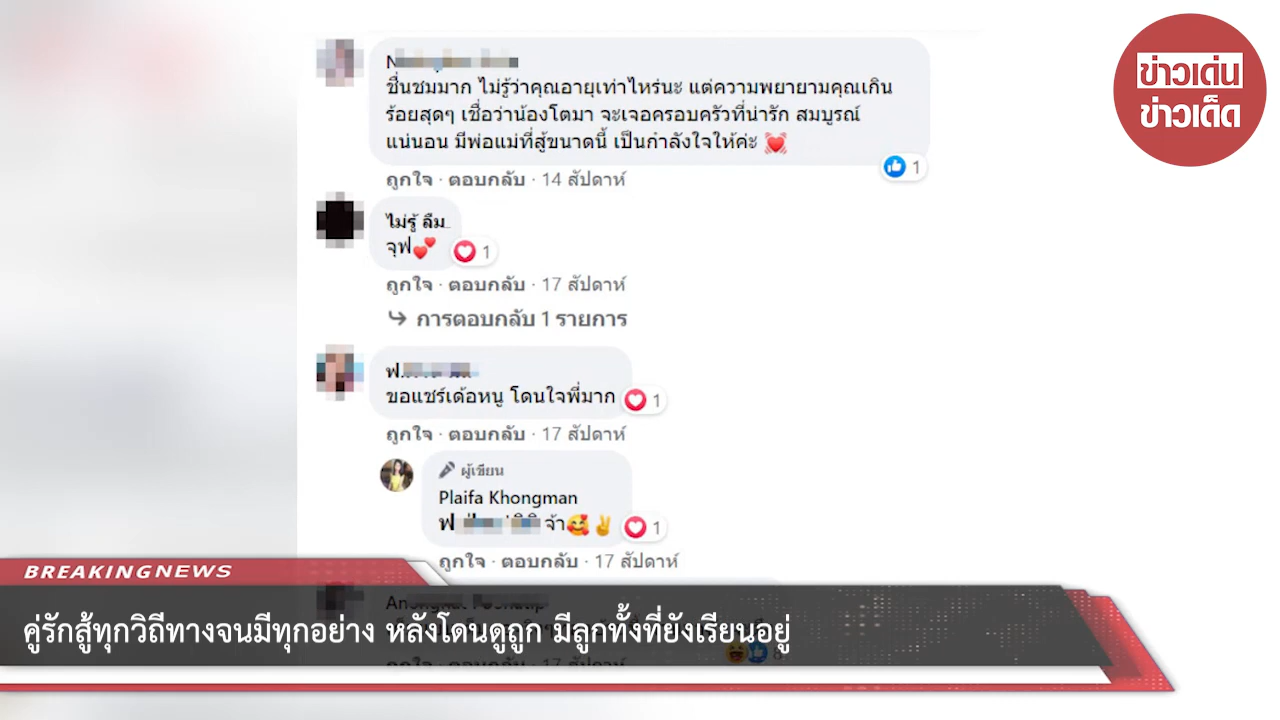 ข่าวเด่น
ข่าวเด็ด
ชื่นชมมาก ไม่รู้ว่าคุณอายุเท่าไหร่นะ แต่ความพยายามคุณเกิน
ร้อยสุดๆ เชื่อว่าน้องโตมา จะเจอครอบครัวที่น่ารัก สมบูรณ์
แน่นอน มีพ่อแม่ที่สู้ขนาดนี้ เป็นกำลังใจให้ค่ะ 💓
1
ถูกใจ · ตอบกลับ · 14 สัปดาห์
ไม่รู้ ลืม
จุฟ💕 1
ถูกใจ · ตอบกลับ · 17 สัปดาห์
การตอบกลับ 1 รายการ
ขอแชร์เด้อหนู โดนใจพี่มาก 1
ถูกใจ · ตอบกลับ · 17 สัปดาห์
ผู้เขียน
Plaifa Khongman
จ้า🥰✌️ 1
ถูกใจ · ตอบกลับ · 17 สัปดาห์
BREAKING NEWS
คู่รักสู้ทุกวิถีทางจนมีทุกอย่าง หลังโดนดูถูก มีลูกทั้งที่ยังเรียนอยู่